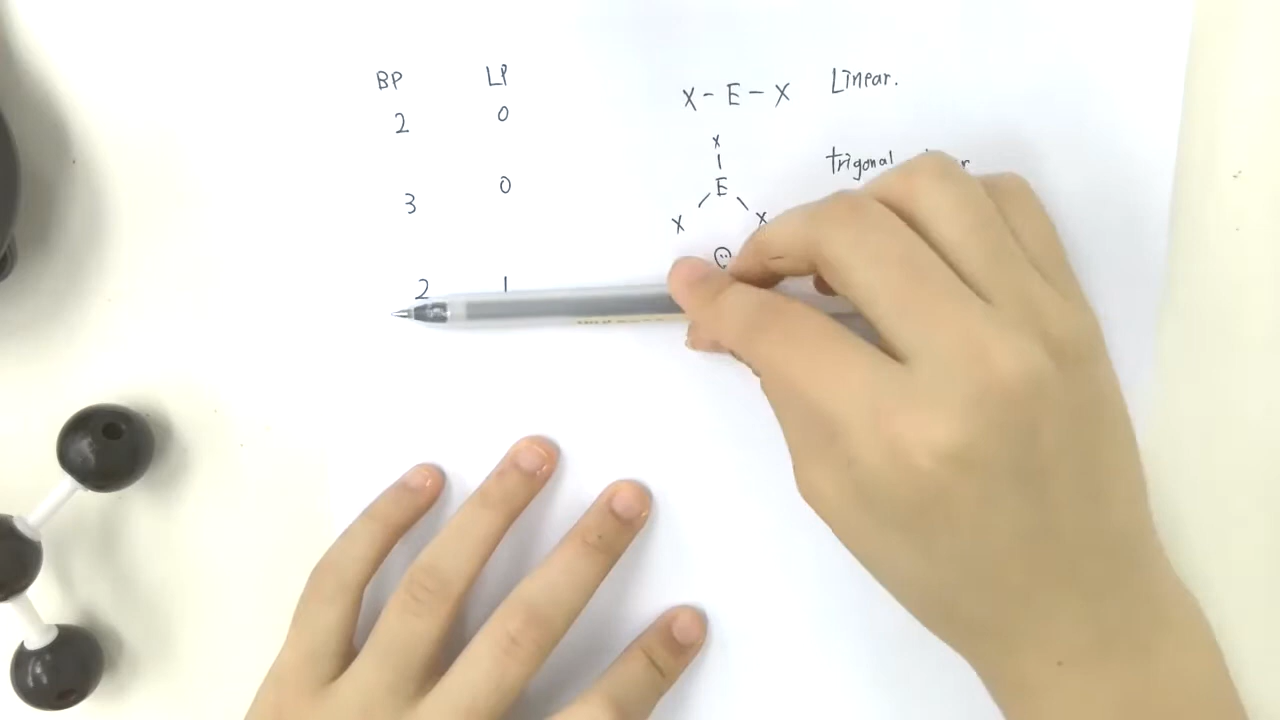 BP LP
2 0 X - E - X Linear.
X
3 0 E trigonal
X X
2 1